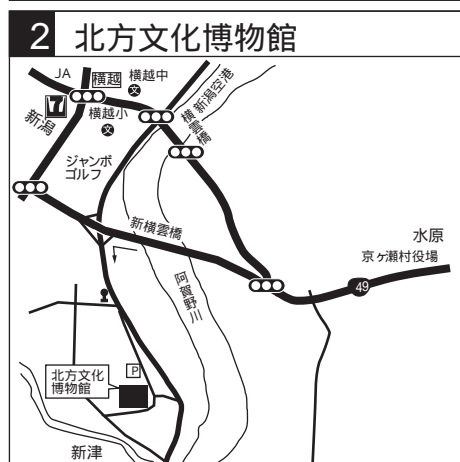 2 北方文化博物館
JA
横越
横越中
文
7
新潟
横越小
文
横雲橋
新潟空港
ジャンボ
ゴルフ
新横雲橋
水原
京ヶ瀬村役場
49
阿賀野川
P
北方文化
博物館
新津